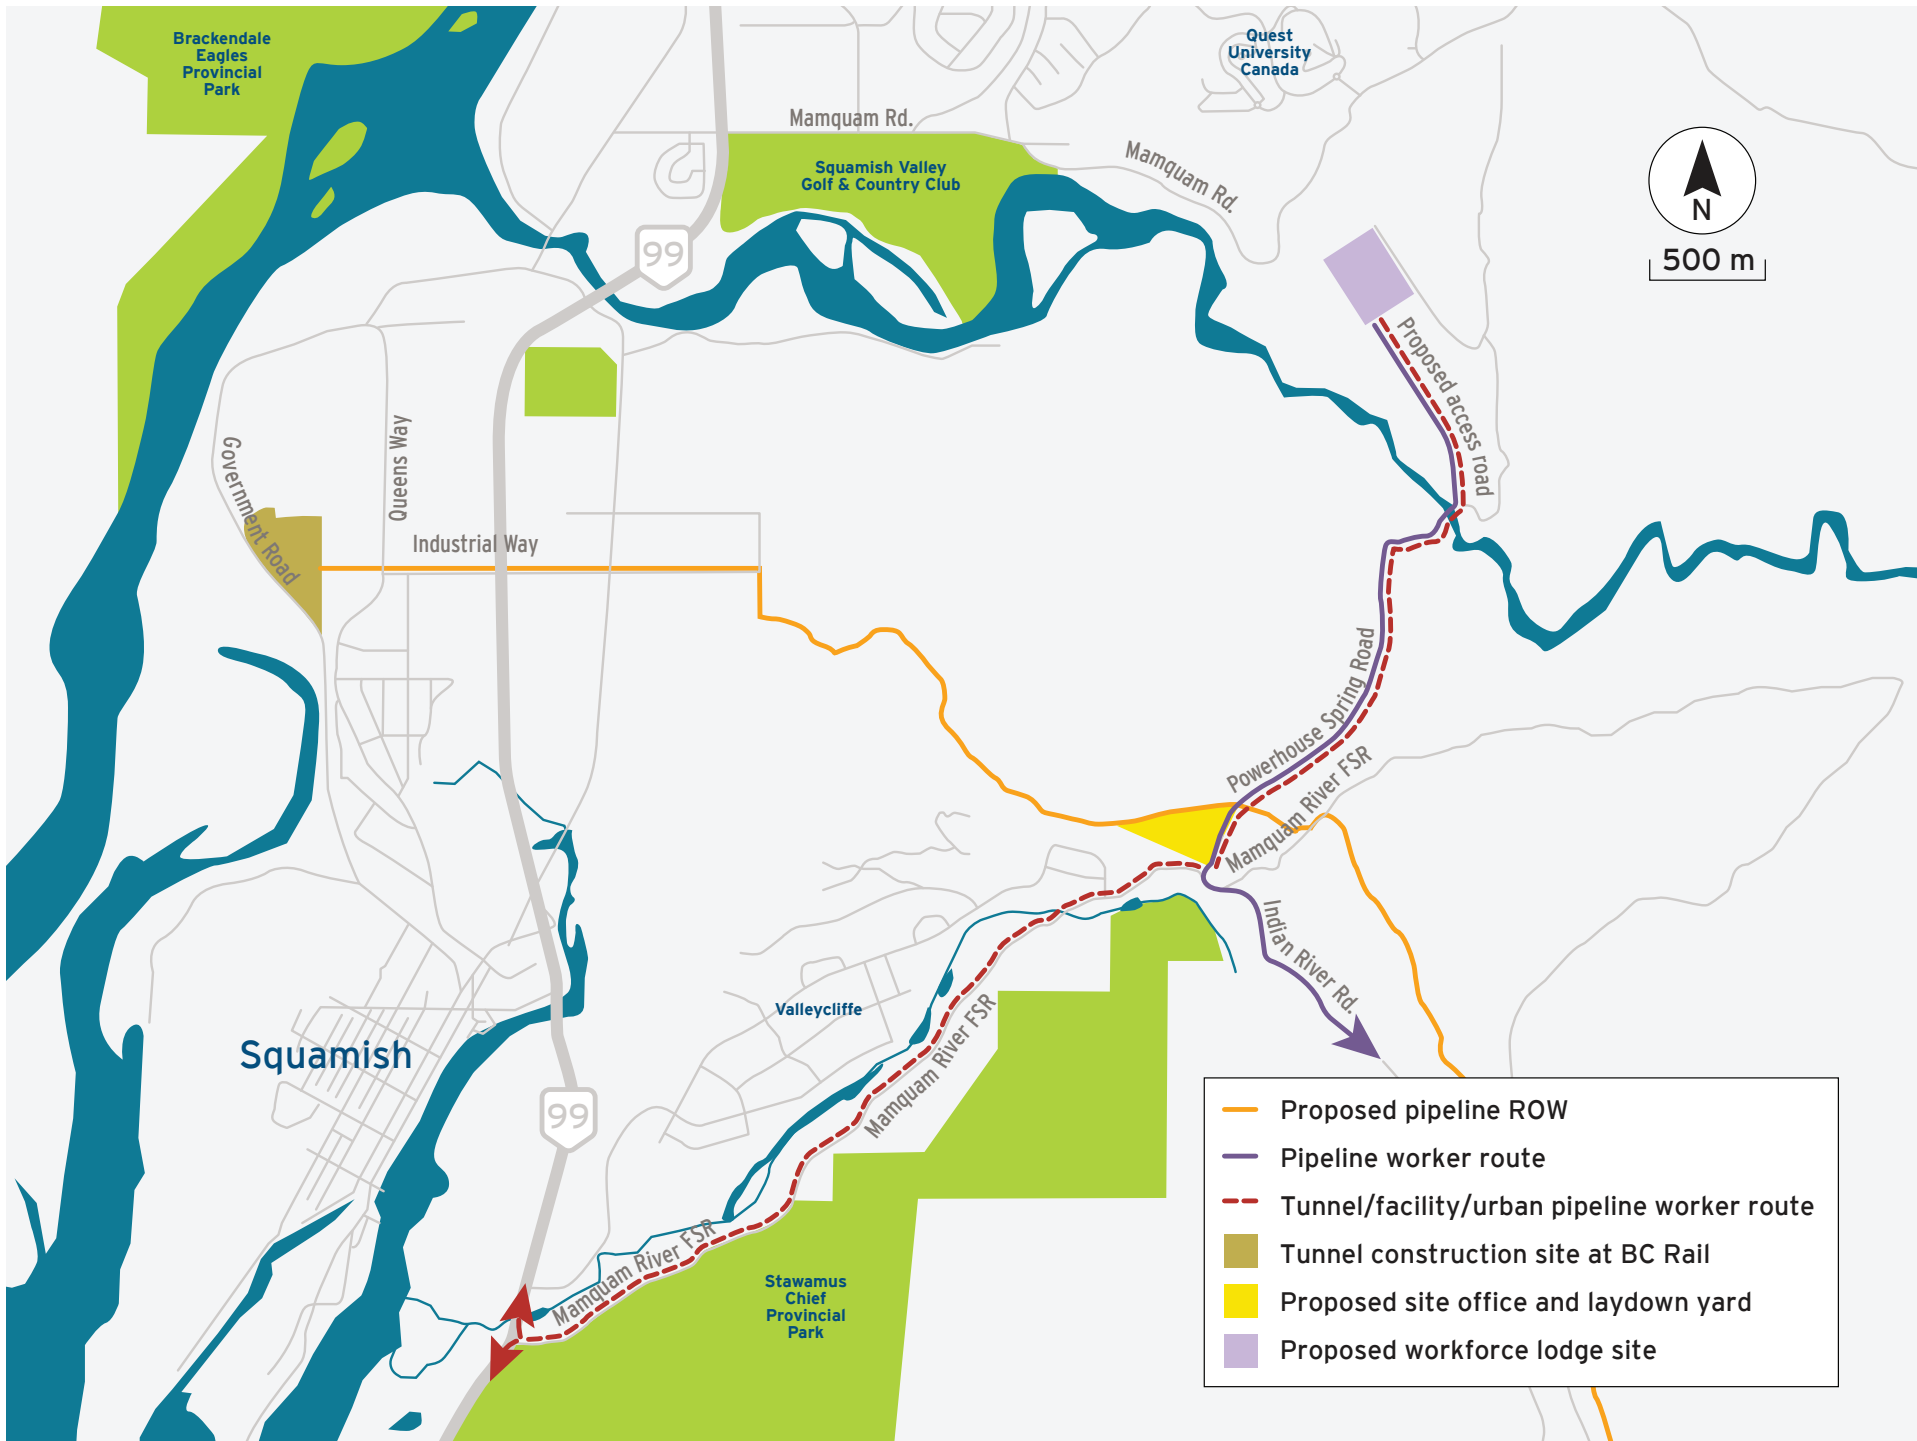 Brackendale
Eagles
Provincial
Park
Quest
University
Canada
Mamquam Rd.
Mamquam Rd.
Squamish Valley
Golf & Country Club
N
500 m
99
Proposed access road
Government Road
Queens Way
Industrial Way
Powerhouse Spring Road
Mamquam River FSR
Indian River Rd.
Valleycliffe
Mamquam River FSR
Squamish
99
Mamquam River FSR
Stawamus
Chief
Provincial
Park
Proposed pipeline ROW
Pipeline worker route
Tunnel/facility/urban pipeline worker route
Tunnel construction site at BC Rail
Proposed site office and laydown yard
Proposed workforce lodge site